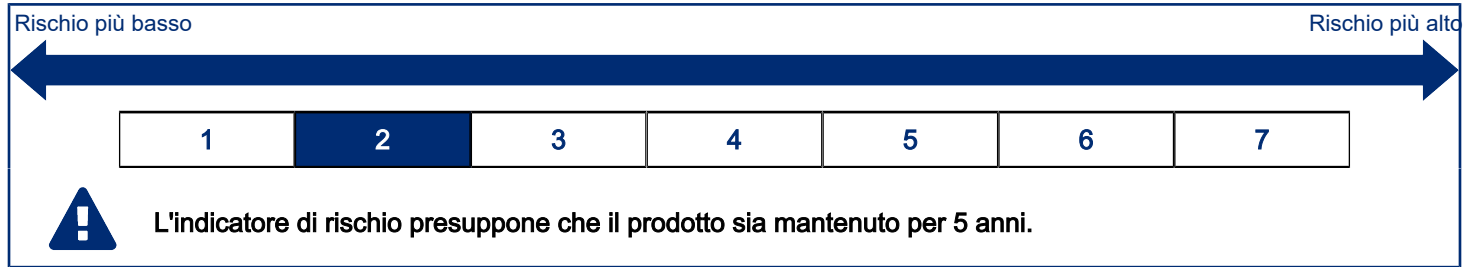 Rischio più basso Rischio più alto
1 2 3 4 5 6 7
L'indicatore di rischio presuppone che il prodotto sia mantenuto per 5 anni.